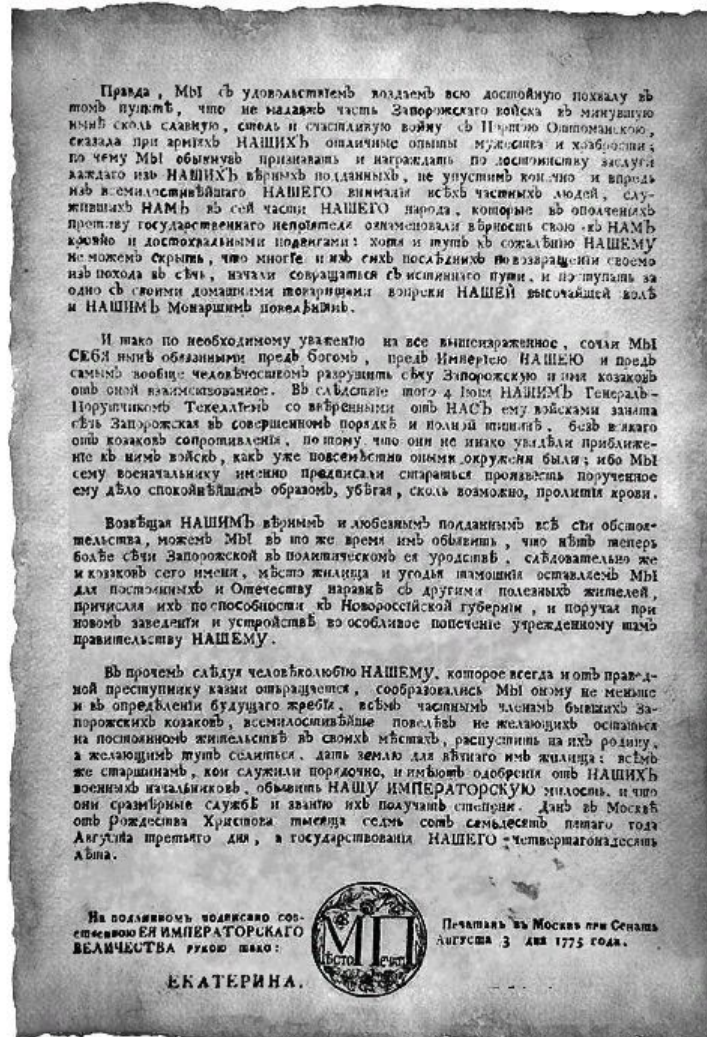 Правда, МЫ съ удовольствіемъ воздаемъ всю достойную похвалу въ
томъ пунктѣ, что не малаяжъ часть Запорожскаго войска въ минувшую
нынѣ сколь славную, столь и счастливую войну съ Портою Оттоманскою,
сказала при арміяхъ НАШИХЪ отличные опыты мужества и храбрости;
по чему МЫ обыкнувъ признавать и награждать по достоинству заслуги
каждаго изъ НАШИХЪ вѣрныхъ подданныхъ, не упустимъ конечно и впредь
изъ всемилостивѣйшаго НАШЕГО вниманія всѣхъ частныхъ людей, слу-
жившихъ НАМЪ въ сей части НАШЕГО народа, которые въ ополченіяхъ
противу государственнаго непріятеля ознаменовали вѣрность свою къ НАМЪ
кровію и достохвальными подвигами: хотя и тутъ къ сожалѣнію НАШЕМУ
не можемъ скрыть, что многіе и изъ сихъ послѣднихъ по возвращеніи своемъ
изъ похода въ сѣчь, начали совращаться съ истиннаго пути, и поступать за
одно съ своими домашними товарищами вопреки НАШЕЙ высочайшей волѣ
и НАШИМЪ Монаршимъ повелѣніямъ.
И тако по необходимому уваженію на все вышеизраженное, сочли МЫ
СЕБЯ нынѣ обязанными предъ богомъ, предъ Имперіею НАШЕЮ и предъ
самымъ вообще человѣчествомъ разрушить сѣчу Запорожскую и имя козаковъ
отъ оной взаимствованное. Въ слѣдствіе того 4 Іюня НАШИМЪ Генералъ-
Порутчикомъ Текелліемъ со ввѣренными отъ НАСЪ ему войсками занята
сѣчь Запорожская въ совершенномъ порядкѣ и полной тишинѣ, безъ всякаго
отъ козаковъ сопротивленія, по тому, что они не инако увидѣли приближе-
ніе къ нимъ войскъ, какъ уже повсемѣстно оными окружены были; ибо МЫ
сему военачальнику именно предписали стараться произвесть порученное
ему дѣло спокойнѣйшимъ образомъ, убѣгая, сколь возможно, пролитія крови.
Возвѣщая НАШИМЪ вѣрнымъ и любезнымъ подданнымъ всѣ сіи обстоя-
тельства, можемъ МЫ въ то же время имъ объявить, что нѣтъ теперь
болѣе сѣчи Запорожской въ политическомъ ея уродствѣ, слѣдовательно же
и козаковъ сего имени, мѣсто жилища и угодья тамошнія оставляемъ МЫ
для постоянныхъ и Отечеству наравнѣ съ другими полезныхъ жителей,
причисляя ихъ по способности къ Новороссійской губерніи, и поручая при
новомъ заведеніи и устройствѣ во особливое попеченіе учрежденному тамъ
правительству НАШЕМУ.
Въ прочемъ слѣдуя человѣколюбію НАШЕМУ, которое всегда и отъ правед-
ной преступнику казни отвращается, сообразовались МЫ оному не меньше
и въ опредѣленіи будущаго жребія, всѣмъ частнымъ членамъ бывшихъ За-
порожскихъ козаковъ, всемилостивѣйше повелѣвъ не желающихъ остаться
на постоянномъ жительствѣ въ своихъ мѣстахъ, распустить на ихъ родину,
а желающимъ тутъ селиться, дать землю для вѣчнаго имъ жилища: всѣмъ
же старшинамъ, кои служили порядочно, и имѣютъ одобренія отъ НАШИХЪ
военныхъ начальниковъ, объявить НАШУ ИМПЕРАТОРСКУЮ милость, и что
они сразмѣрные службѣ и званію ихъ получатъ степени. Данъ въ Москвѣ
отъ Рождества Христова тысяща седмь сотъ семьдесятъ пятаго года
Августа третьяго дня, а государствованія НАШЕГО четвертагонадесять
лѣта.
На подлинномъ подписано соб-
ственною ЕЯ ИМПЕРАТОРСКАГО
ВЕЛИЧЕСТВА рукою тако:
ЕКАТЕРИНА.
МП
Мѣсто Печати
Печатанъ въ Москвѣ при Сенатѣ
Августа 3 дня 1775 года.